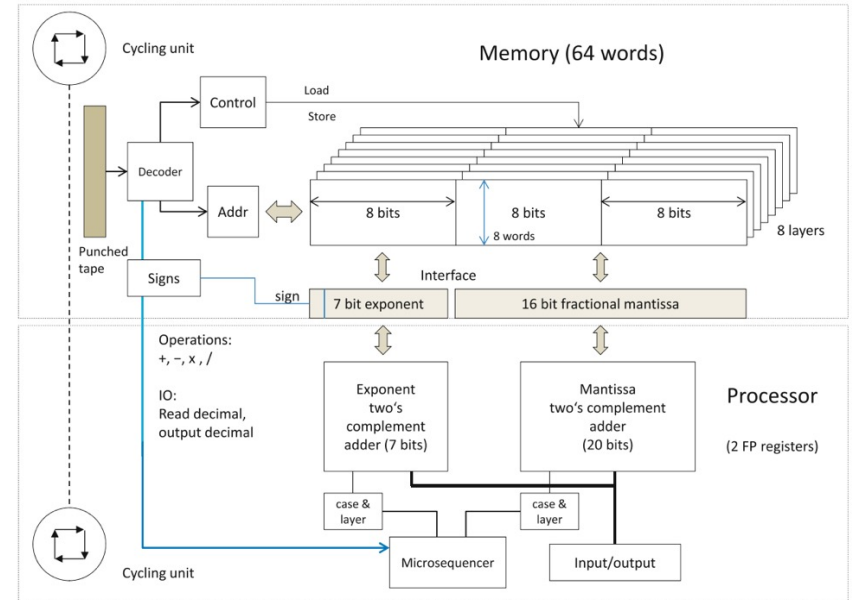 Cycling unit
Memory (64 words)
Control
Load
Store
Decoder
Addr
8 bits
8 bits
8 bits
8 words
8 layers
Punched
tape
Signs
Interface
sign
7 bit exponent
16 bit fractional mantissa
Operations:
+, −, x , /
IO:
Read decimal,
output decimal
Exponent
two's
complement
adder (7 bits)
Mantissa
two's complement
adder
(20 bits)
Processor
(2 FP registers)
case &
layer
case &
layer
Microsequencer
Input/output
Cycling unit